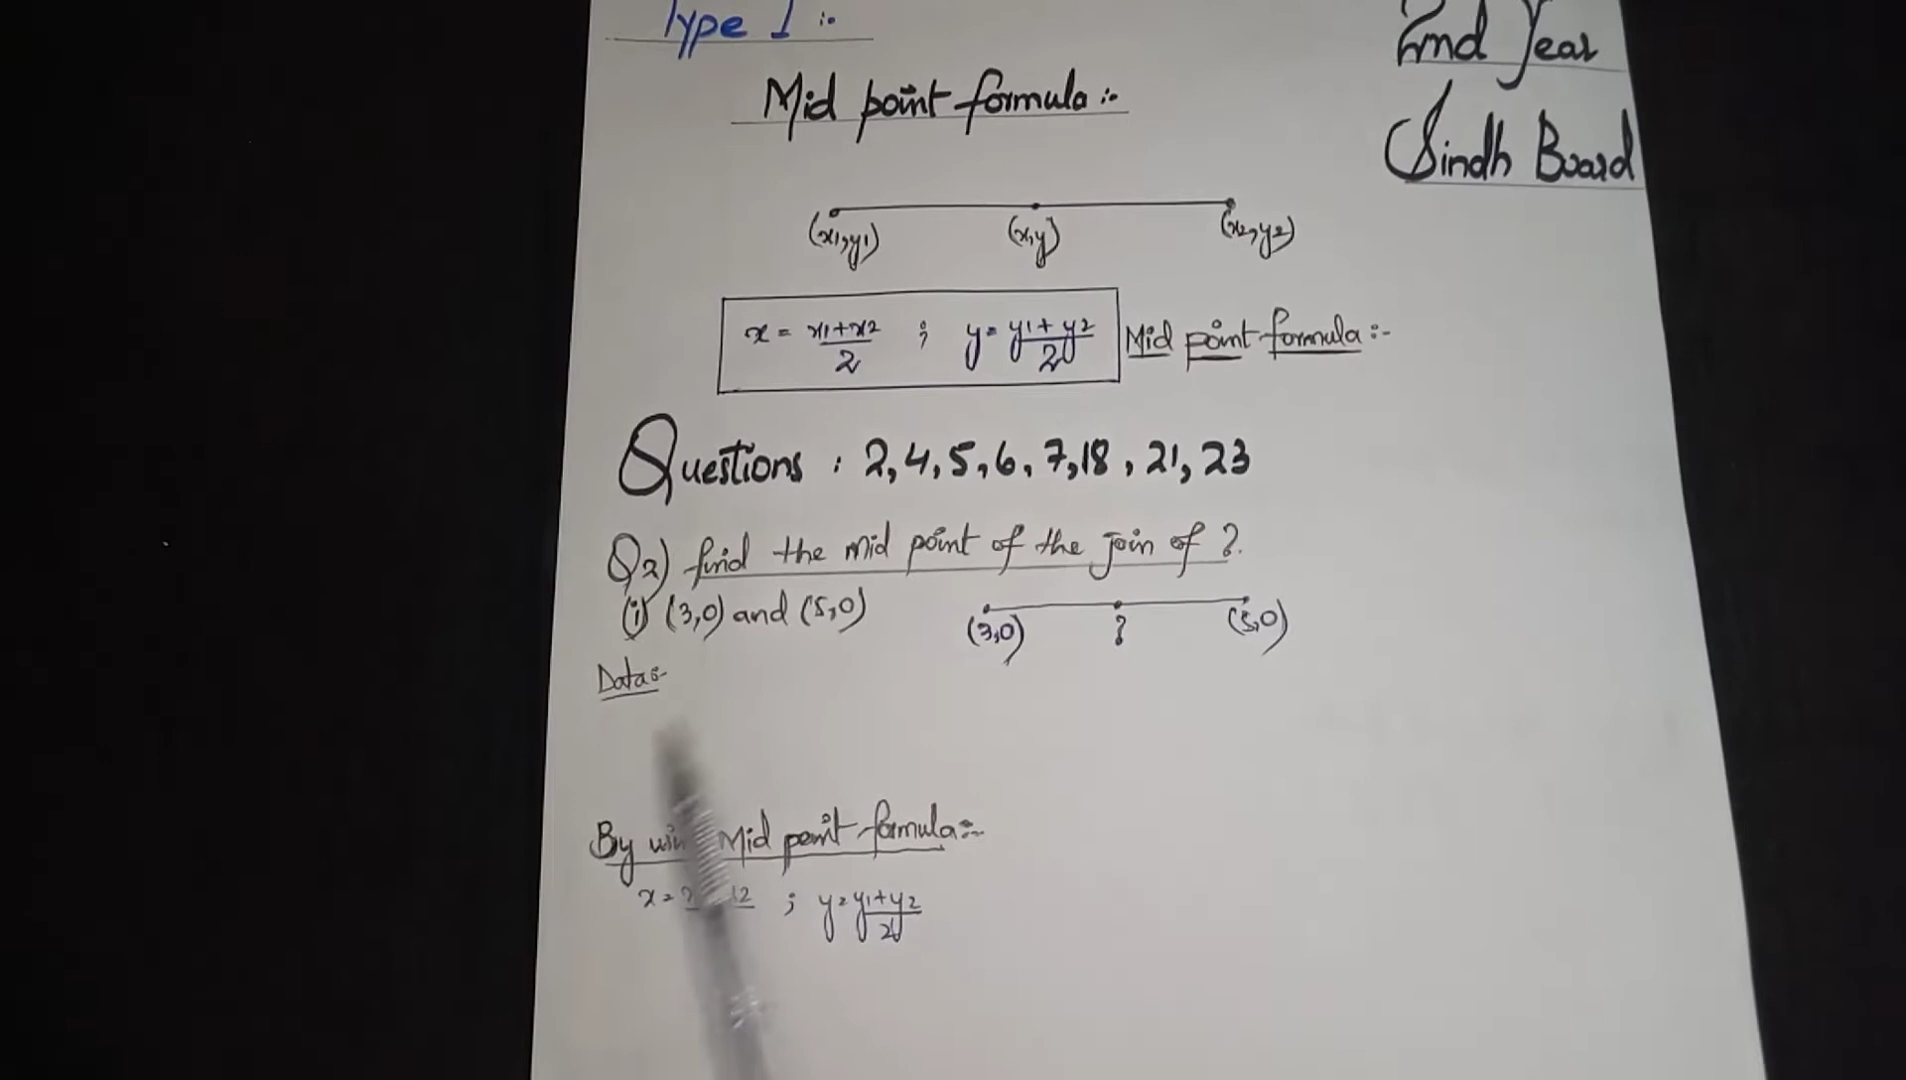 Type 1 :-
2nd Year
Mid point formula :-
Sindh Board
(x1,y1) (x,y) (x2,y2)
x = x1+x2/2 ; y = y1+y2/2 Mid point formula :-
Questions : 2,4,5,6,7,18,21,23
Q2) find the mid point of the join of ?
(i) (3,0) and (5,0)
(3,0) ? (5,0)
Data:-
By Mid point formula:-
x = ; y = y1+y2/2